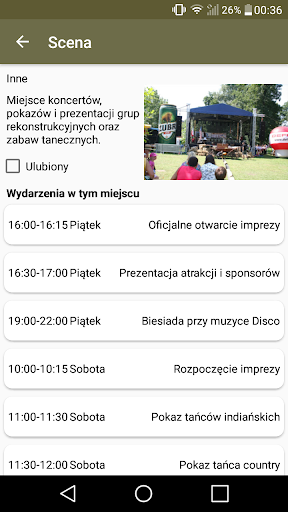 26% 00:36
Scena
Inne
Miejsce koncertów,
pokazów i prezentacji grup
rekonstrukcyjnych oraz
zabaw tanecznych.
ŻUBR
Ulubiony
Wydarzenia w tym miejscu
16:00-16:15 Piątek Oficjalne otwarcie imprezy
16:30-17:00 Piątek Prezentacja atrakcji i sponsorów
19:00-22:00 Piątek Biesiada przy muzyce Disco
10:00-10:15 Sobota Rozpoczęcie imprezy
11:00-11:30 Sobota Pokaz tańców indiańskich
11:30-12:00 Sobota Pokaz tańca country